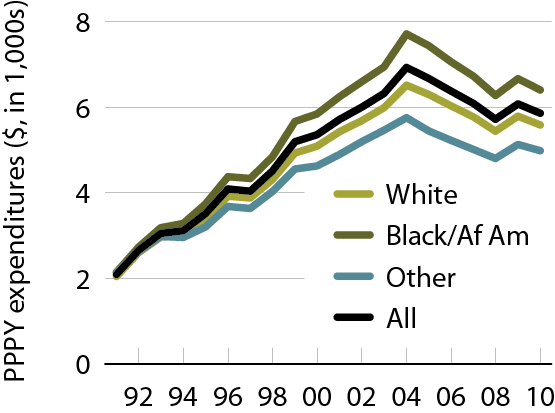 PPPY expenditures ($, in 1,000s)
8
6
4
2
0
White
Black/Af Am
Other
All
92 94 96 98 00 02 04 06 08 10